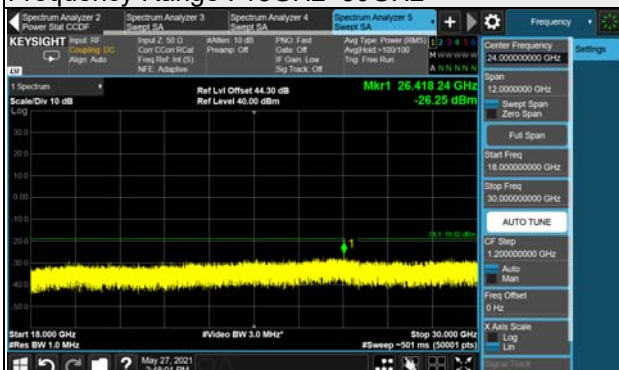 Spectrum Analyzer 2
Power Stat CCDF
Spectrum Analyzer 3
Swept SA
Spectrum Analyzer 4
Swept SA
Spectrum Analyzer 5
Swept SA
Frequency
KEYSIGHT
Input: RF
Coupling: DC
Align: Auto
Input Z: 50 Ω
Corr CCorr RCal
Freq Ref: Int (S)
NFE: Adaptive
#Atten: 10 dB
Preamp: Off
PNO: Fast
Gate: Off
IF Gain: Low
Sig Track: Off
Avg Type: Power (RMS)
Avg|Hold >100/100
Trig: Free Run
1 2 3 4 5 6
M W W W W W
A N N N N N
LXI
1 Spectrum
Scale/Div 10 dB
Log
Ref Lvl Offset 44.30 dB
Ref Level 40.00 dBm
Mkr1 26.418 24 GHz
-26.25 dBm
30.0
20.0
10.0
0.00
-10.0
-20.0
-30.0
-40.0
-50.0
1
Start 18.000 GHz
#Res BW 1.0 MHz
#Video BW 3.0 MHz*
Stop 30.000 GHz
#Sweep ~501 ms (50001 pts)
Center Frequency
24.000000000 GHz
Settings
Span
12.0000000 GHz
Swept Span
Zero Span
Full Span
Start Freq
18.000000000 GHz
Stop Freq
30.000000000 GHz
AUTO TUNE
CF Step
1.200000000 GHz
Auto
Man
Freq Offset
0 Hz
X Axis Scale
Log
Lin
Signal Track
May 27, 2021